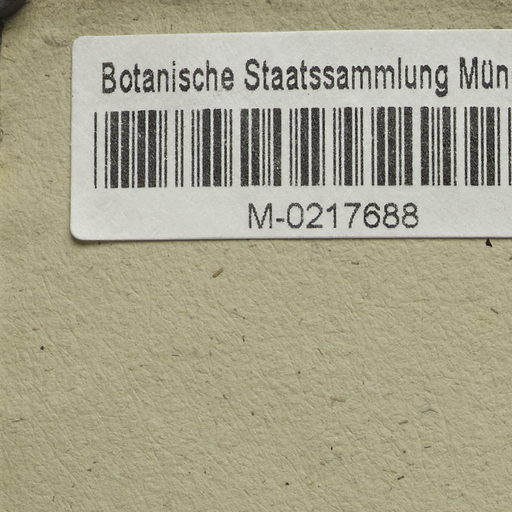 Botanische Staatssammlung Mün
M-0217688